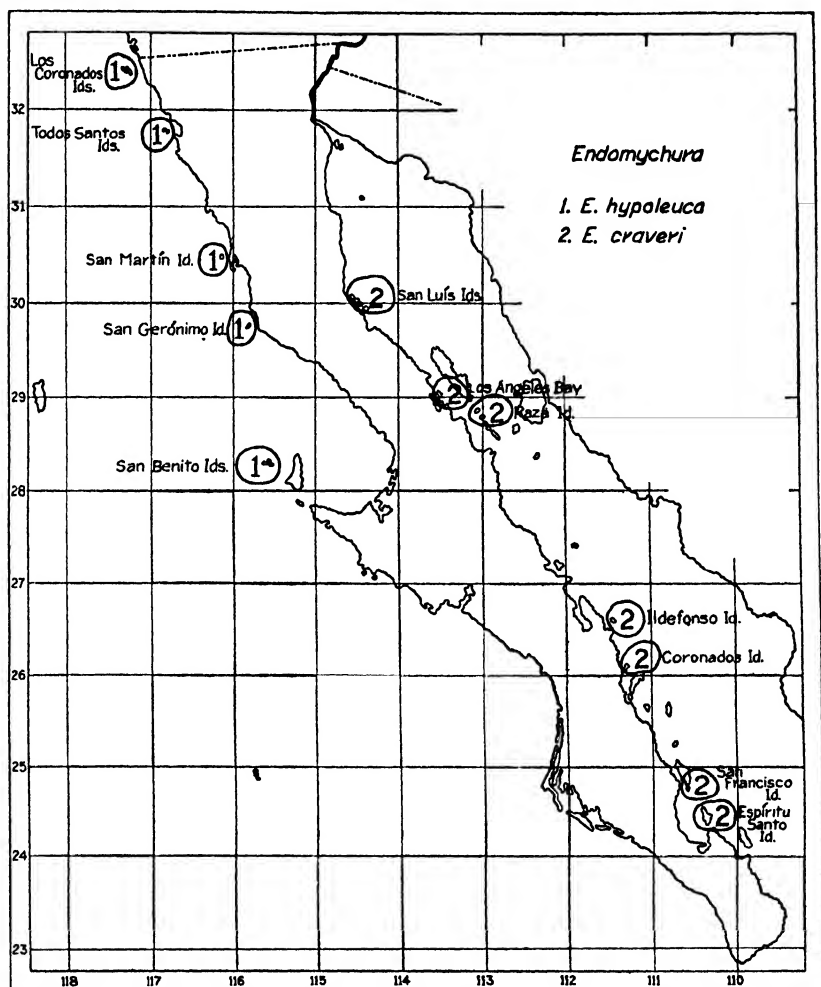 Los
Coronados
Ids.
1
Todos Santos
Ids.
1
San Martín Id.
1
San Gerónimo Id.
1
San Benito Ids.
1
Endomychura
1. E. hypoleuca
2. E. craveri
2
San Luís Ids.
2
Los Ángeles Bay
2
Raza Id.
2
Ildefonso Id.
2
Coronados Id.
2
San
Francisco
Id.
2
Espíritu
Santo
Id.
32
31
30
29
28
27
26
25
24
23
118 117 116 115 114 113 112 111 110